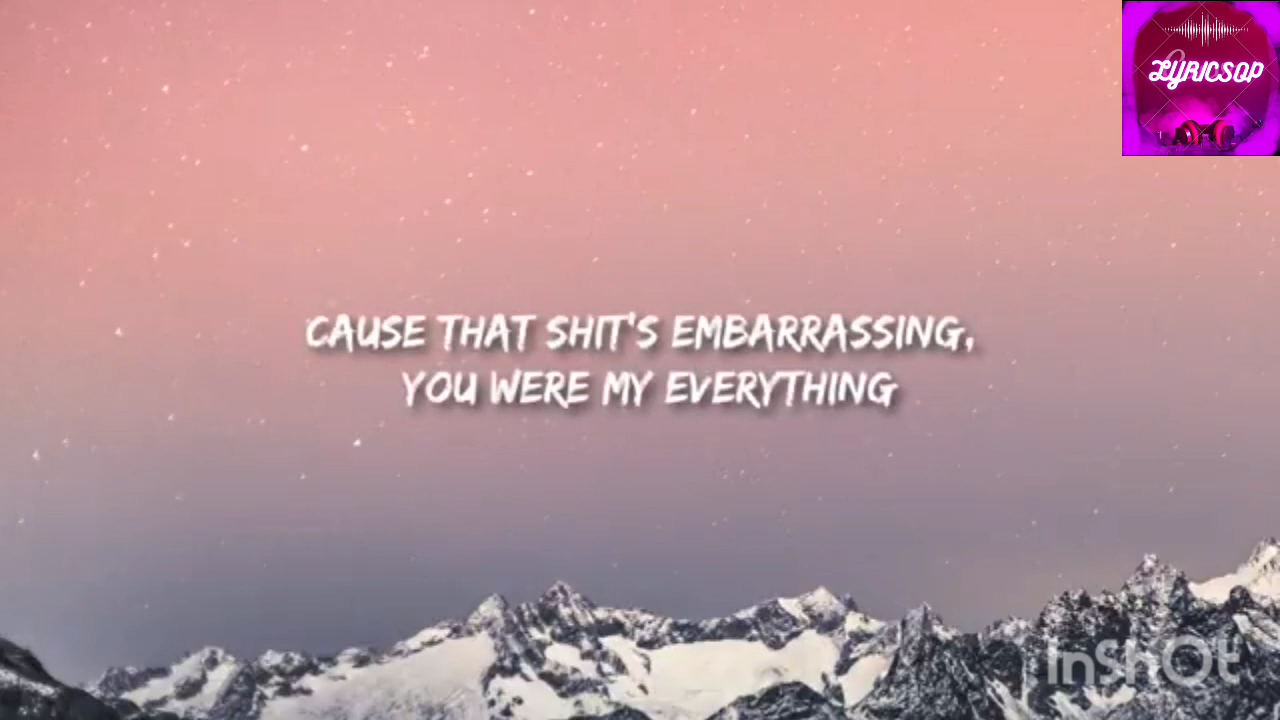 LYRICSOP
CAUSE THAT SHIT'S EMBARRASSING,
YOU WERE MY EVERYTHING
InShOt